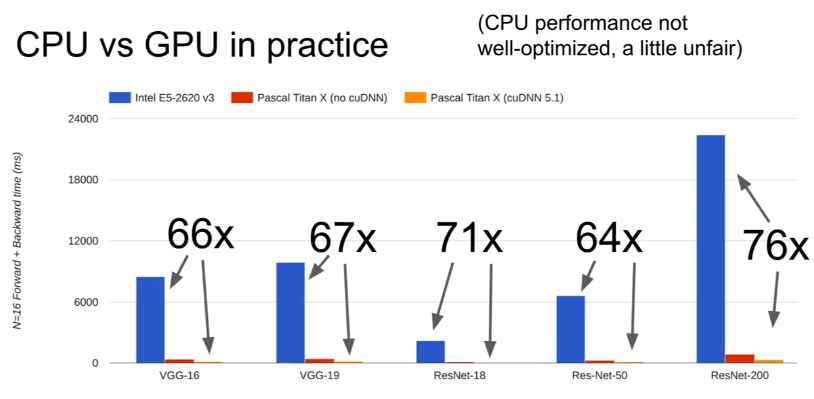 CPU vs GPU in practice
(CPU performance not
well-optimized, a little unfair)
Intel E5-2620 v3
Pascal Titan X (no cuDNN)
Pascal Titan X (cuDNN 5.1)
N=16 Forward + Backward time (ms)
24000
18000
12000
6000
0
66x
67x
71x
64x
76x
VGG-16
VGG-19
ResNet-18
Res-Net-50
ResNet-200